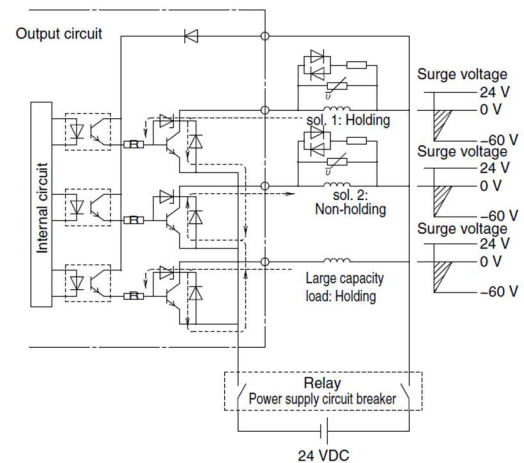 Output circuit
Internal circuit
R
R
R
u
sol. 1: Holding
u
sol. 2:
Non-holding
Large capacity
load: Holding
Surge voltage
24 V
0 V
–60 V
Surge voltage
24 V
0 V
–60 V
Surge voltage
24 V
0 V
–60 V
Relay
Power supply circuit breaker
24 VDC